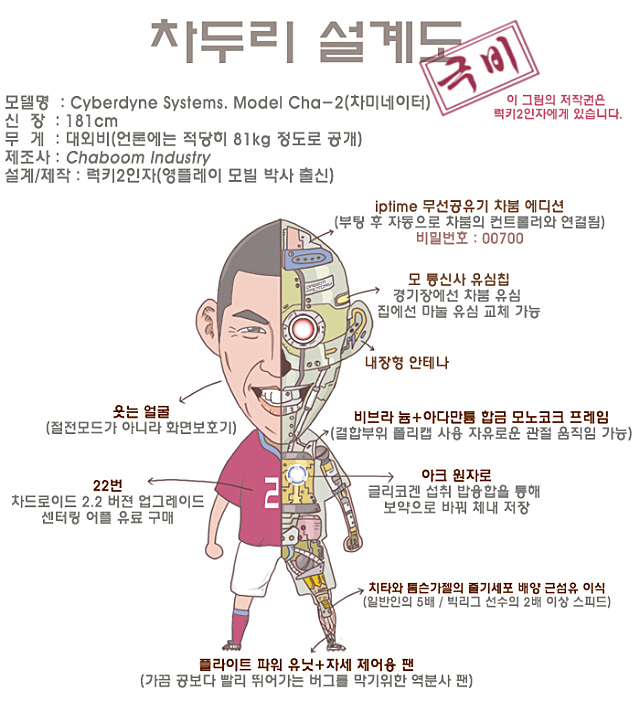 차두리 설계도
극비
모델명 : Cyberdyne Systems. Model Cha-2(차미네이터)
신 장 : 181cm
무 게 : 대외비(언론에는 적당히 81kg 정도로 공개)
제조사 : Chaboom Industry
설계/제작 : 럭키2인자(영플레이 모빌 박사 출신)
이 그림의 저작권은
럭키2인자에게 있습니다.
iptime 무선공유기 차붐 에디션
(부팅 후 자동으로 차붐의 컨트롤러와 연결됨)
비밀번호 : 00700
모 통신사 유심칩
경기장에선 차붐 유심
집에선 마눌 유심 교체 가능
내장형 안테나
웃는 얼굴
(절전모드가 아니라 화면보호기)
비브라늄+아다만튬 합금 모노코크 프레임
(결합부위 폴리캡 사용 자유로운 관절 움직임 가능)
22번
차드로이드 2.2 버젼 업그레이드
센터링 어플 유료 구매
2
아크 원자로
글리코겐 섭취 밥융합을 통해
보약으로 바꿔 체내 저장
치타와 톰슨가젤의 줄기세포 배양 근섬유 이식
(일반인의 5배 / 빅리그 선수의 2배 이상 스피드)
플라이트 파워 유닛+자세 제어용 팬
(가끔 공보다 빨리 뛰어가는 버그를 막기위한 역분사 팬)